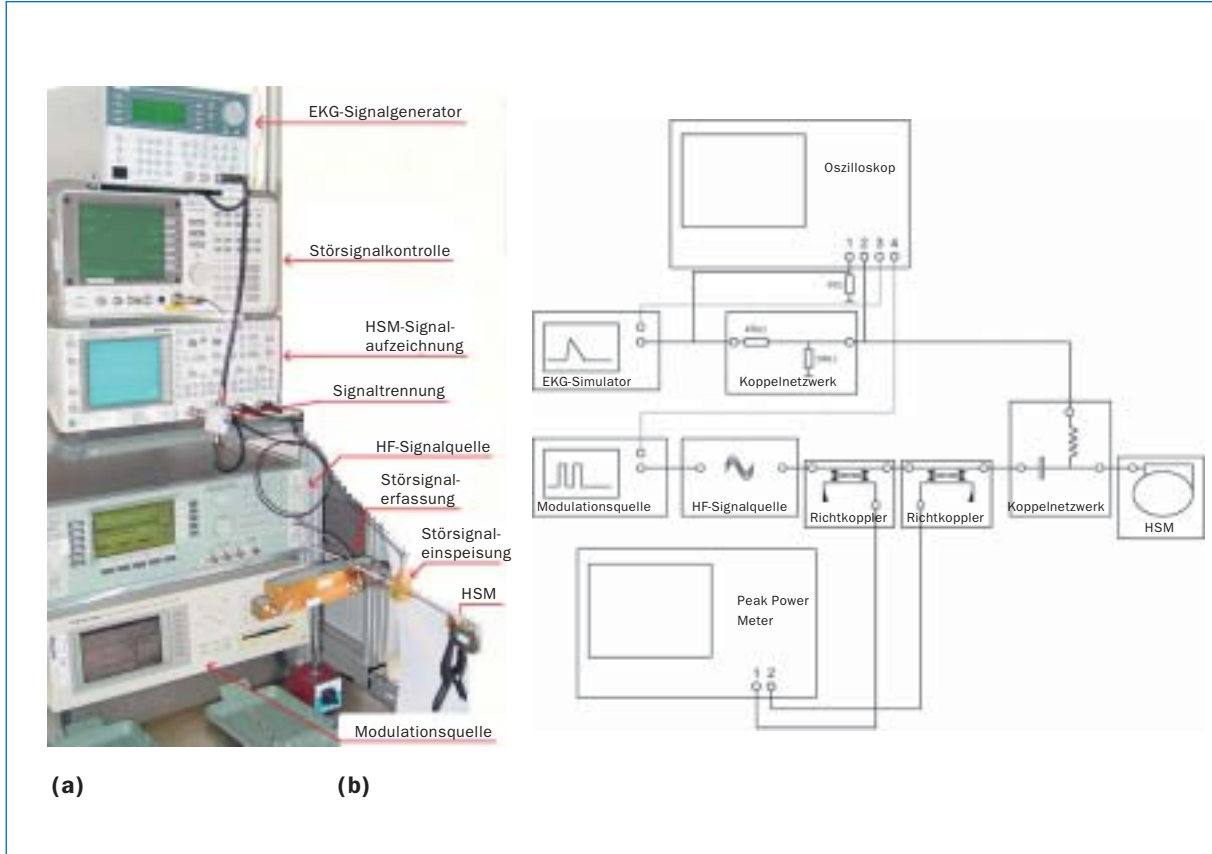 EKG-Signalgenerator
Störsignalkontrolle
HSM-Signal-
aufzeichnung
Signaltrennung
HF-Signalquelle
Störsignal-
erfassung
Störsignal-
einspeisung
HSM
Modulationsquelle
(a)
Oszilloskop
1 2 3 4
EKG-Simulator
Koppelnetzwerk
Modulationsquelle
HF-Signalquelle
Richtkoppler
Richtkoppler
Koppelnetzwerk
HSM
Peak Power
Meter
1 2
(b)